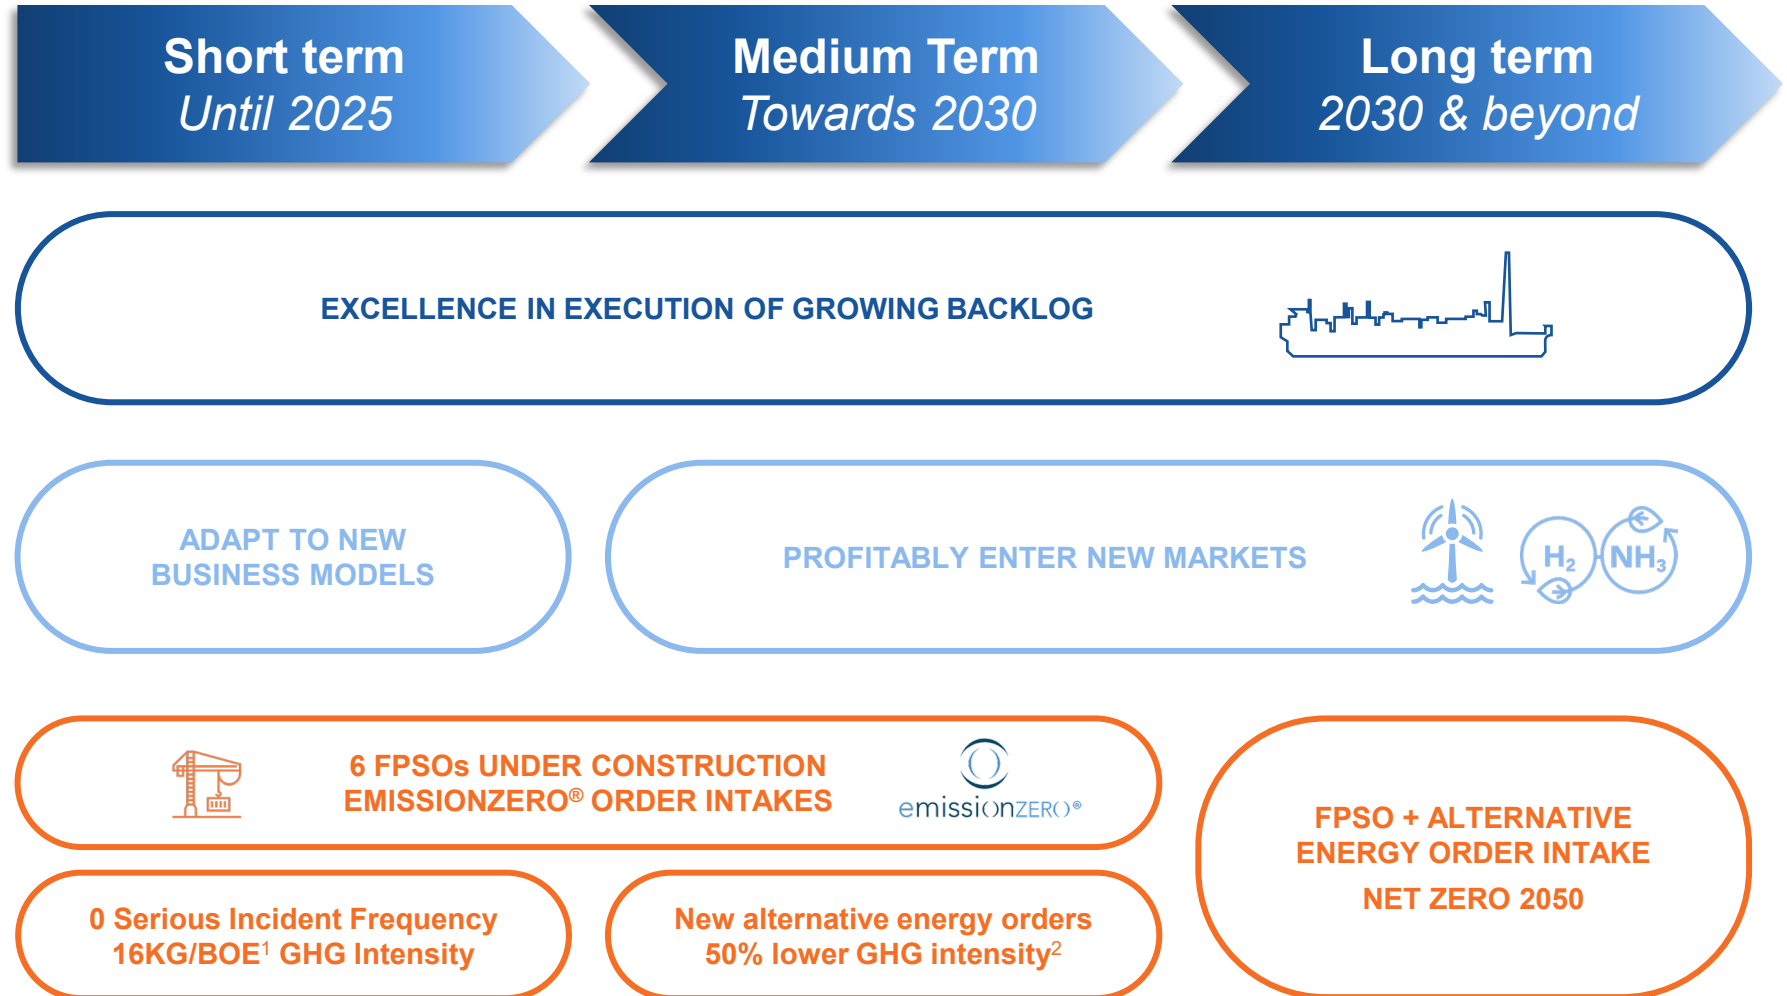 Short term
Until 2025
Medium Term
Towards 2030
Long term
2030 & beyond
EXCELLENCE IN EXECUTION OF GROWING BACKLOG
ADAPT TO NEW
BUSINESS MODELS
PROFITABLY ENTER NEW MARKETS
H₂
NH₃
6 FPSOs UNDER CONSTRUCTION
EMISSIONZERO® ORDER INTAKES
emissionZERO®
0 Serious Incident Frequency
16KG/BOE¹ GHG Intensity
New alternative energy orders
50% lower GHG intensity²
FPSO + ALTERNATIVE
ENERGY ORDER INTAKE
NET ZERO 2050